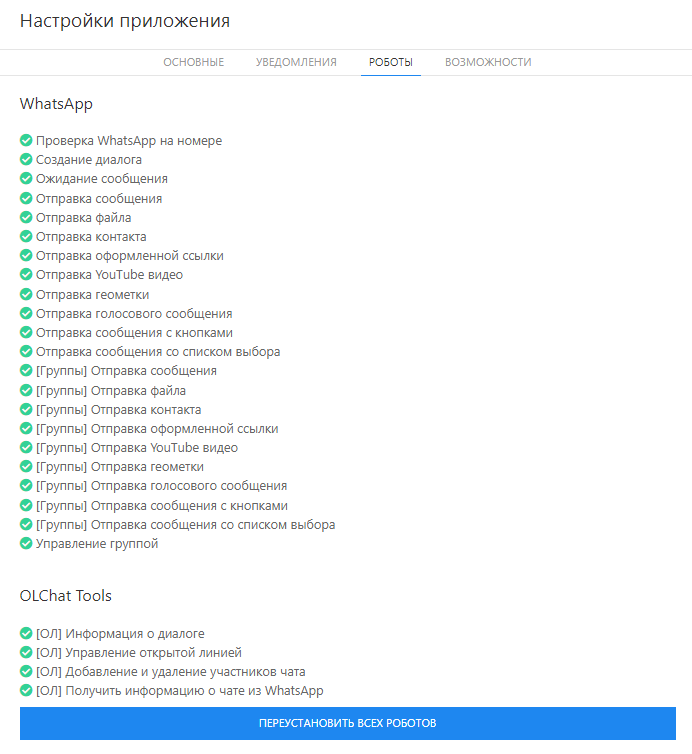 Настройки приложения
ОСНОВНЫЕ УВЕДОМЛЕНИЯ РОБОТЫ ВОЗМОЖНОСТИ
WhatsApp
Проверка WhatsApp на номере
Создание диалога
Ожидание сообщения
Отправка сообщения
Отправка файла
Отправка контакта
Отправка оформленной ссылки
Отправка YouTube видео
Отправка геометки
Отправка голосового сообщения
Отправка сообщения с кнопками
Отправка сообщения со списком выбора
[Группы] Отправка сообщения
[Группы] Отправка файла
[Группы] Отправка контакта
[Группы] Отправка оформленной ссылки
[Группы] Отправка YouTube видео
[Группы] Отправка геометки
[Группы] Отправка голосового сообщения
[Группы] Отправка сообщения с кнопками
[Группы] Отправка сообщения со списком выбора
Управление группой
OLChat Tools
[ОЛ] Информация о диалоге
[ОЛ] Управление открытой линией
[ОЛ] Добавление и удаление участников чата
[ОЛ] Получить информацию о чате из WhatsApp
ПЕРЕУСТАНОВИТЬ ВСЕХ РОБОТОВ